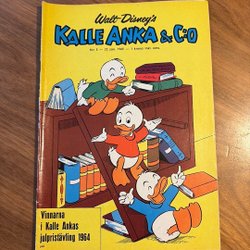 Walt Disney's
KALLE ANKA & C:O
Vinnarna
i Kalle Ankas
julpristävling 1964